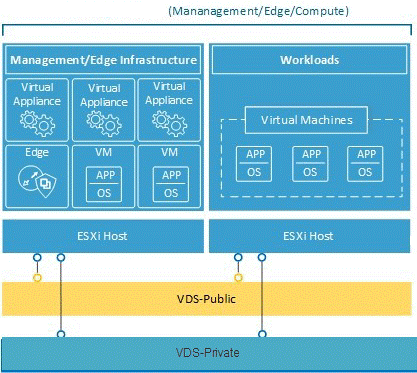 (Mananagement/Edge/Compute)
Management/Edge Infrastructure
Workloads
Virtual
Appliance
Virtual
Appliance
Virtual
Appliance
Virtual Machines
Edge
VM
VM
APP
OS
APP
OS
APP
OS
APP
OS
APP
OS
ESXi Host
ESXi Host
VDS-Public
VDS-Private